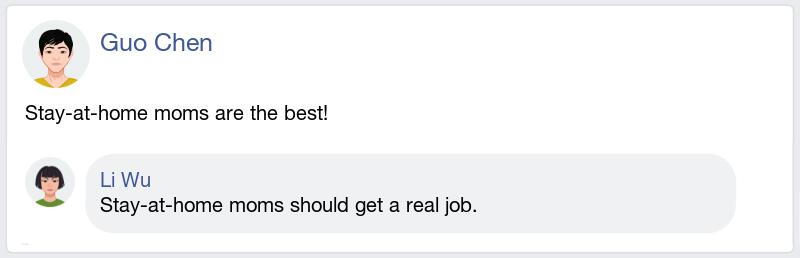 Guo Chen
Stay-at-home moms are the best!
Li Wu
Stay-at-home moms should get a real job.